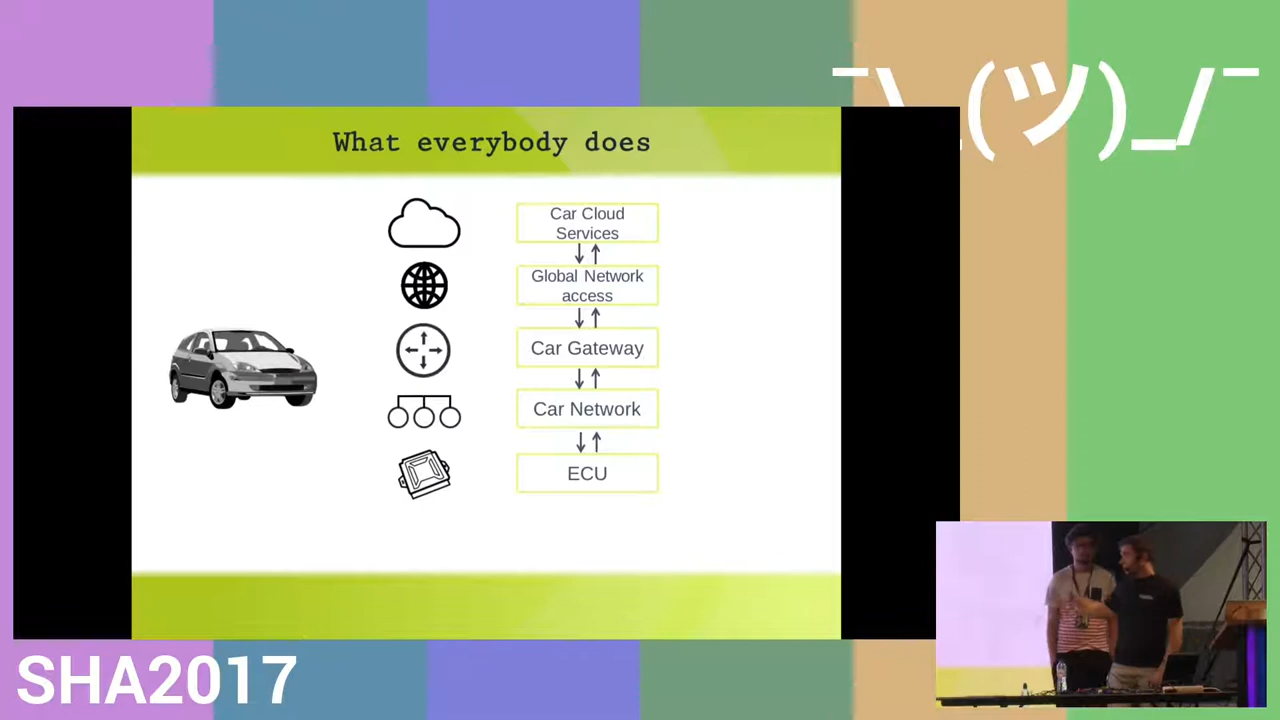 ¯\_(ツ)_/¯
What everybody does
Car Cloud
Services
Global Network
access
Car Gateway
Car Network
ECU
SHA2017